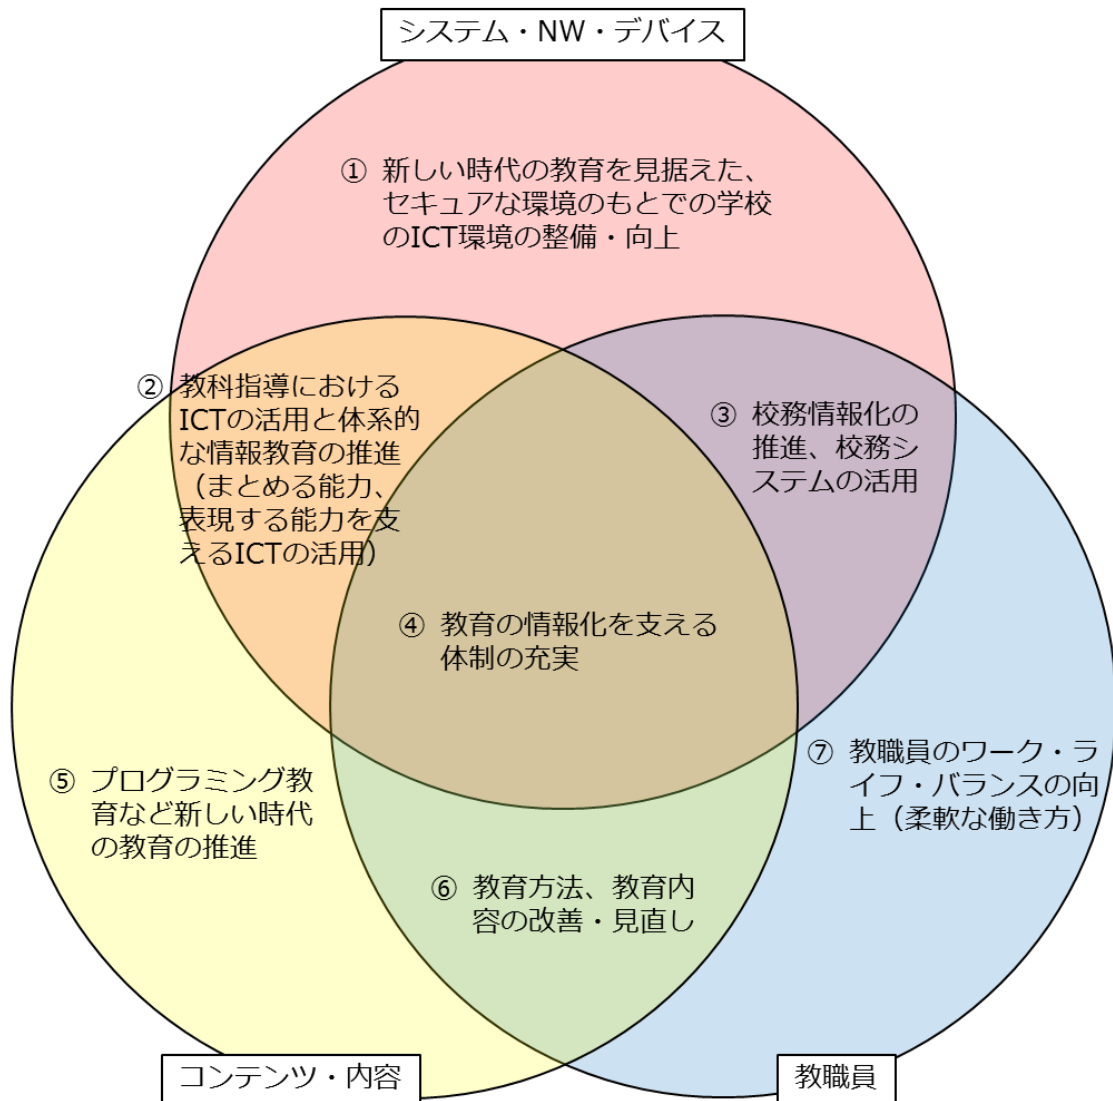 システム・NW・デバイス
① 新しい時代の教育を見据えた、
セキュアな環境のもとでの学校
のICT環境の整備・向上
② 教科指導における
ICTの活用と体系的
な情報教育の推進
（まとめる能力、
表現する能力を支
えるICTの活用）
③ 校務情報化の
推進、校務シ
ステムの活用
④ 教育の情報化を支える
体制の充実
⑤ プログラミング教
育など新しい時代
の教育の推進
⑥ 教育方法、教育内
容の改善・見直し
⑦ 教職員のワーク・ラ
イフ・バランスの向
上（柔軟な働き方）
コンテンツ・内容
教職員